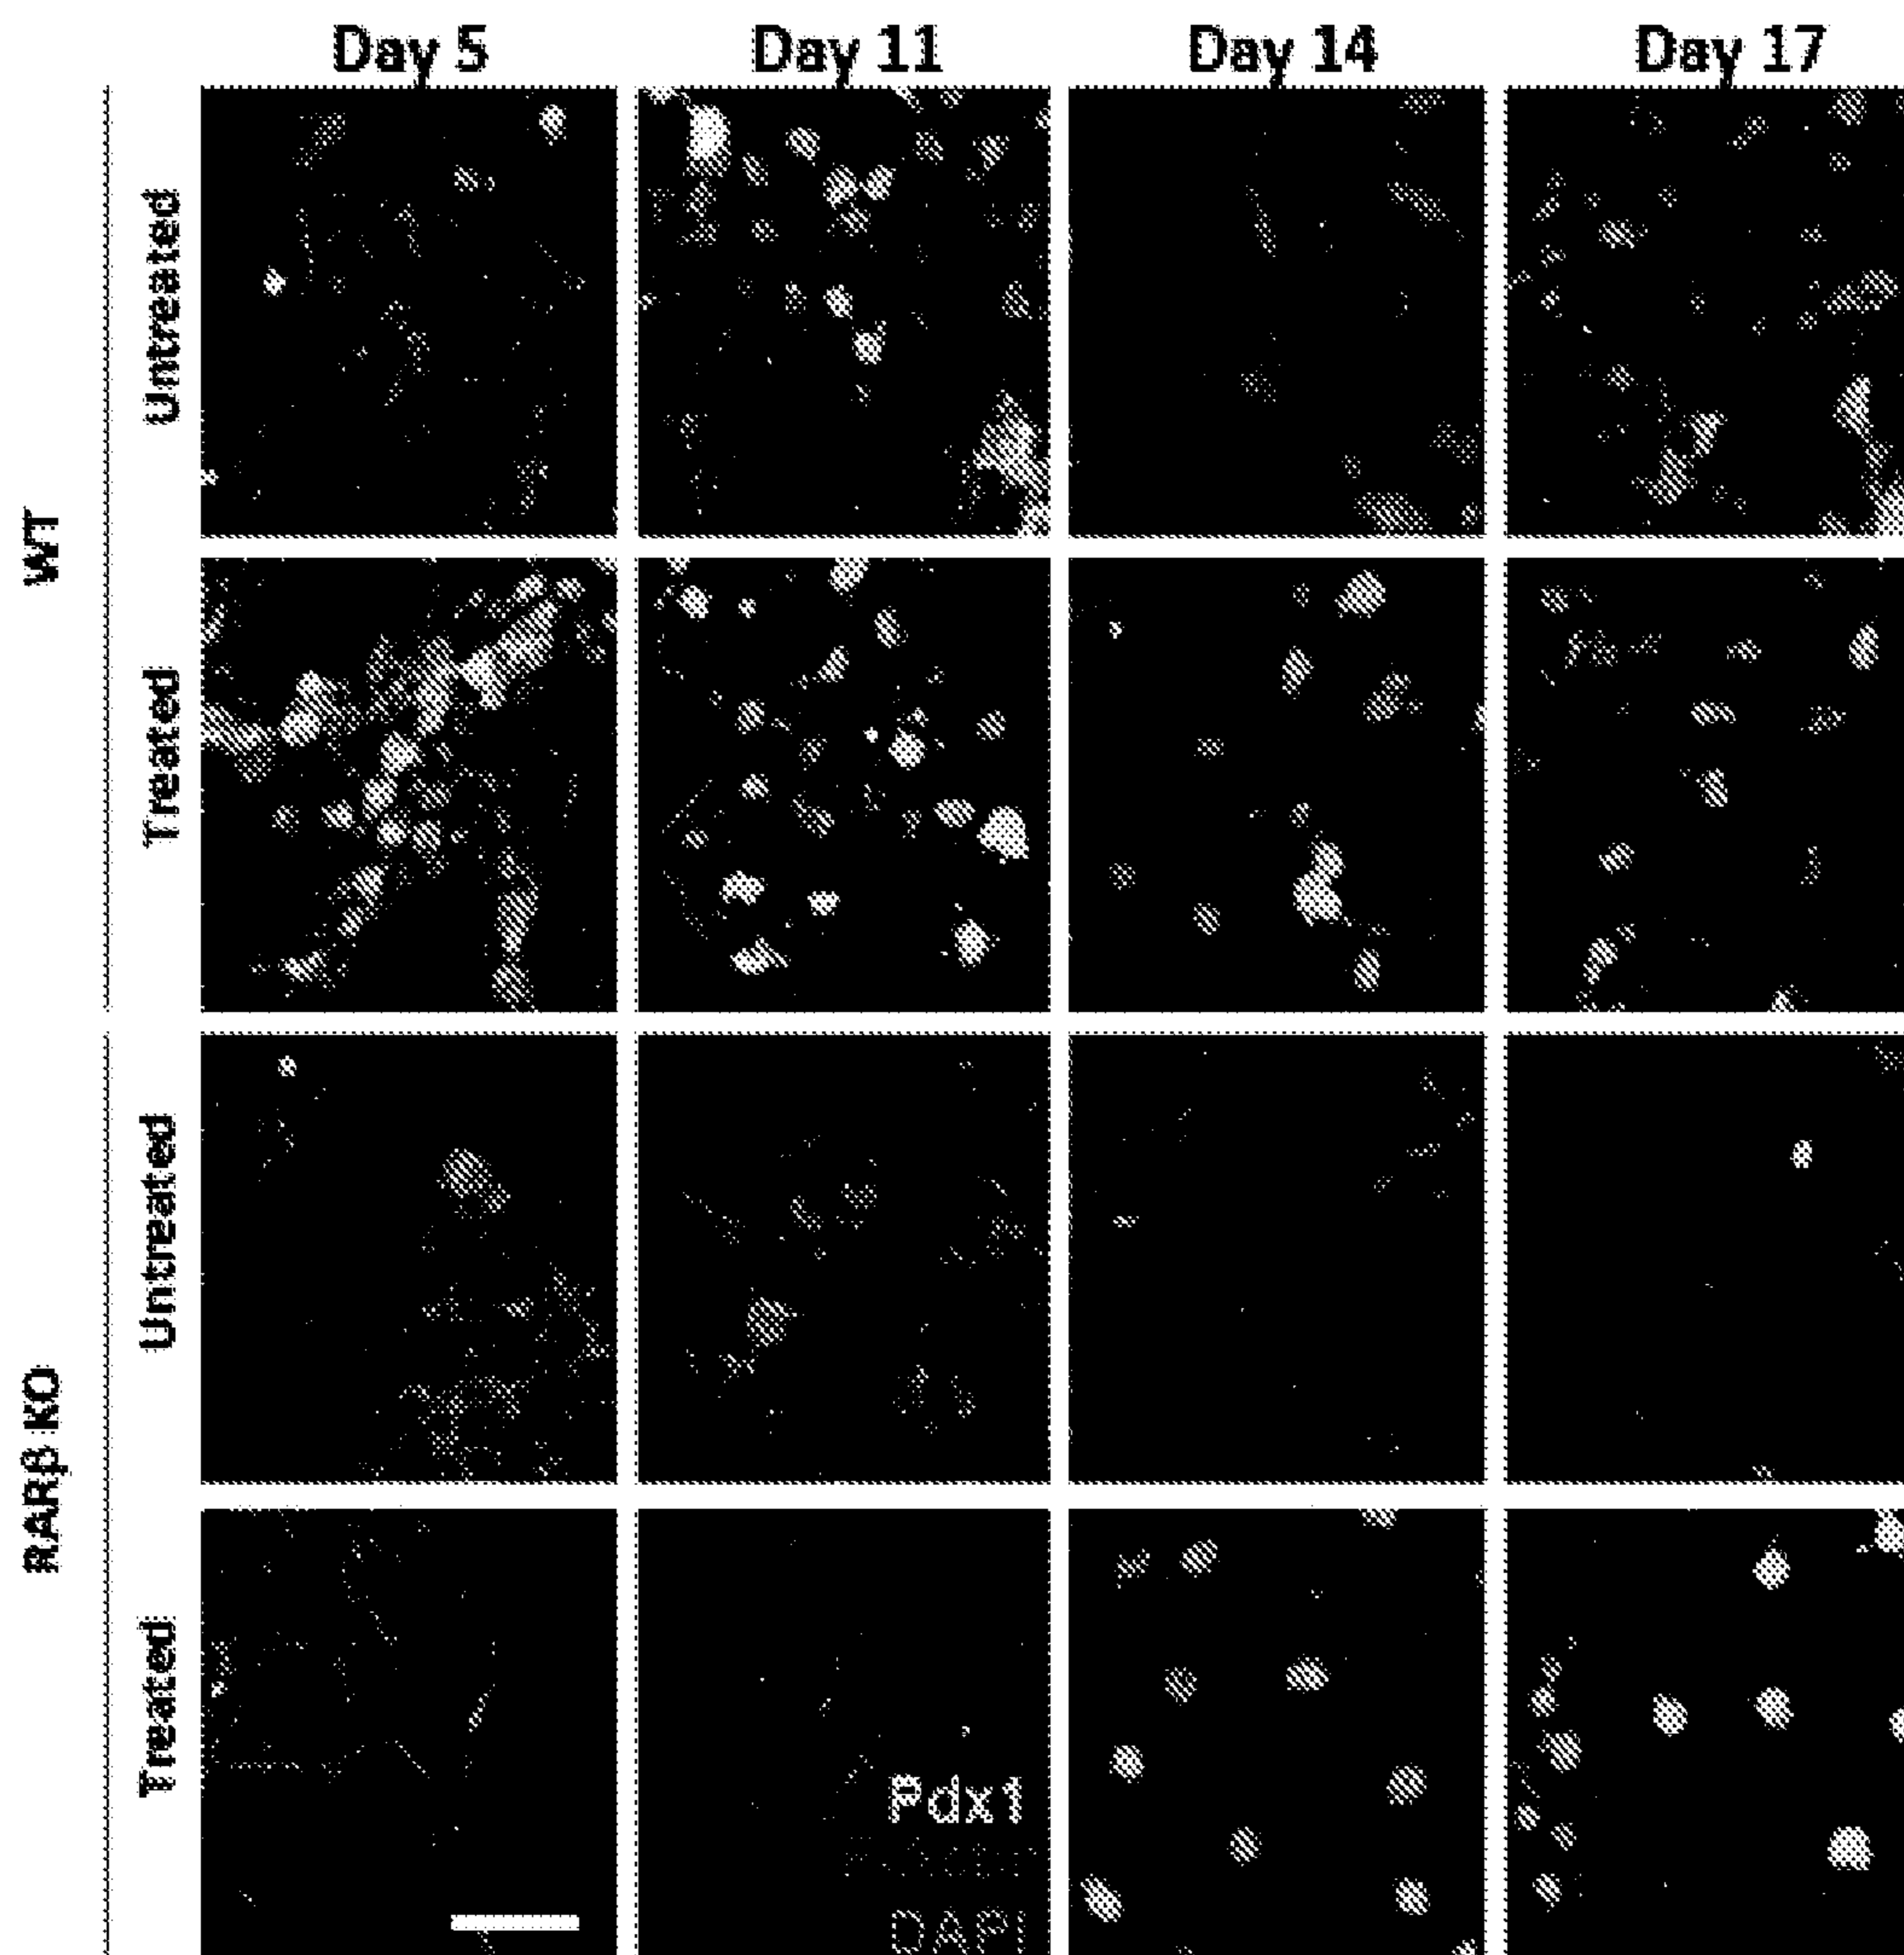 Day 5 Day 11 Day 14 Day 17
WT
Untreated
Treated
RARβ KO
Untreated
Treated
Pdx1
DAPI